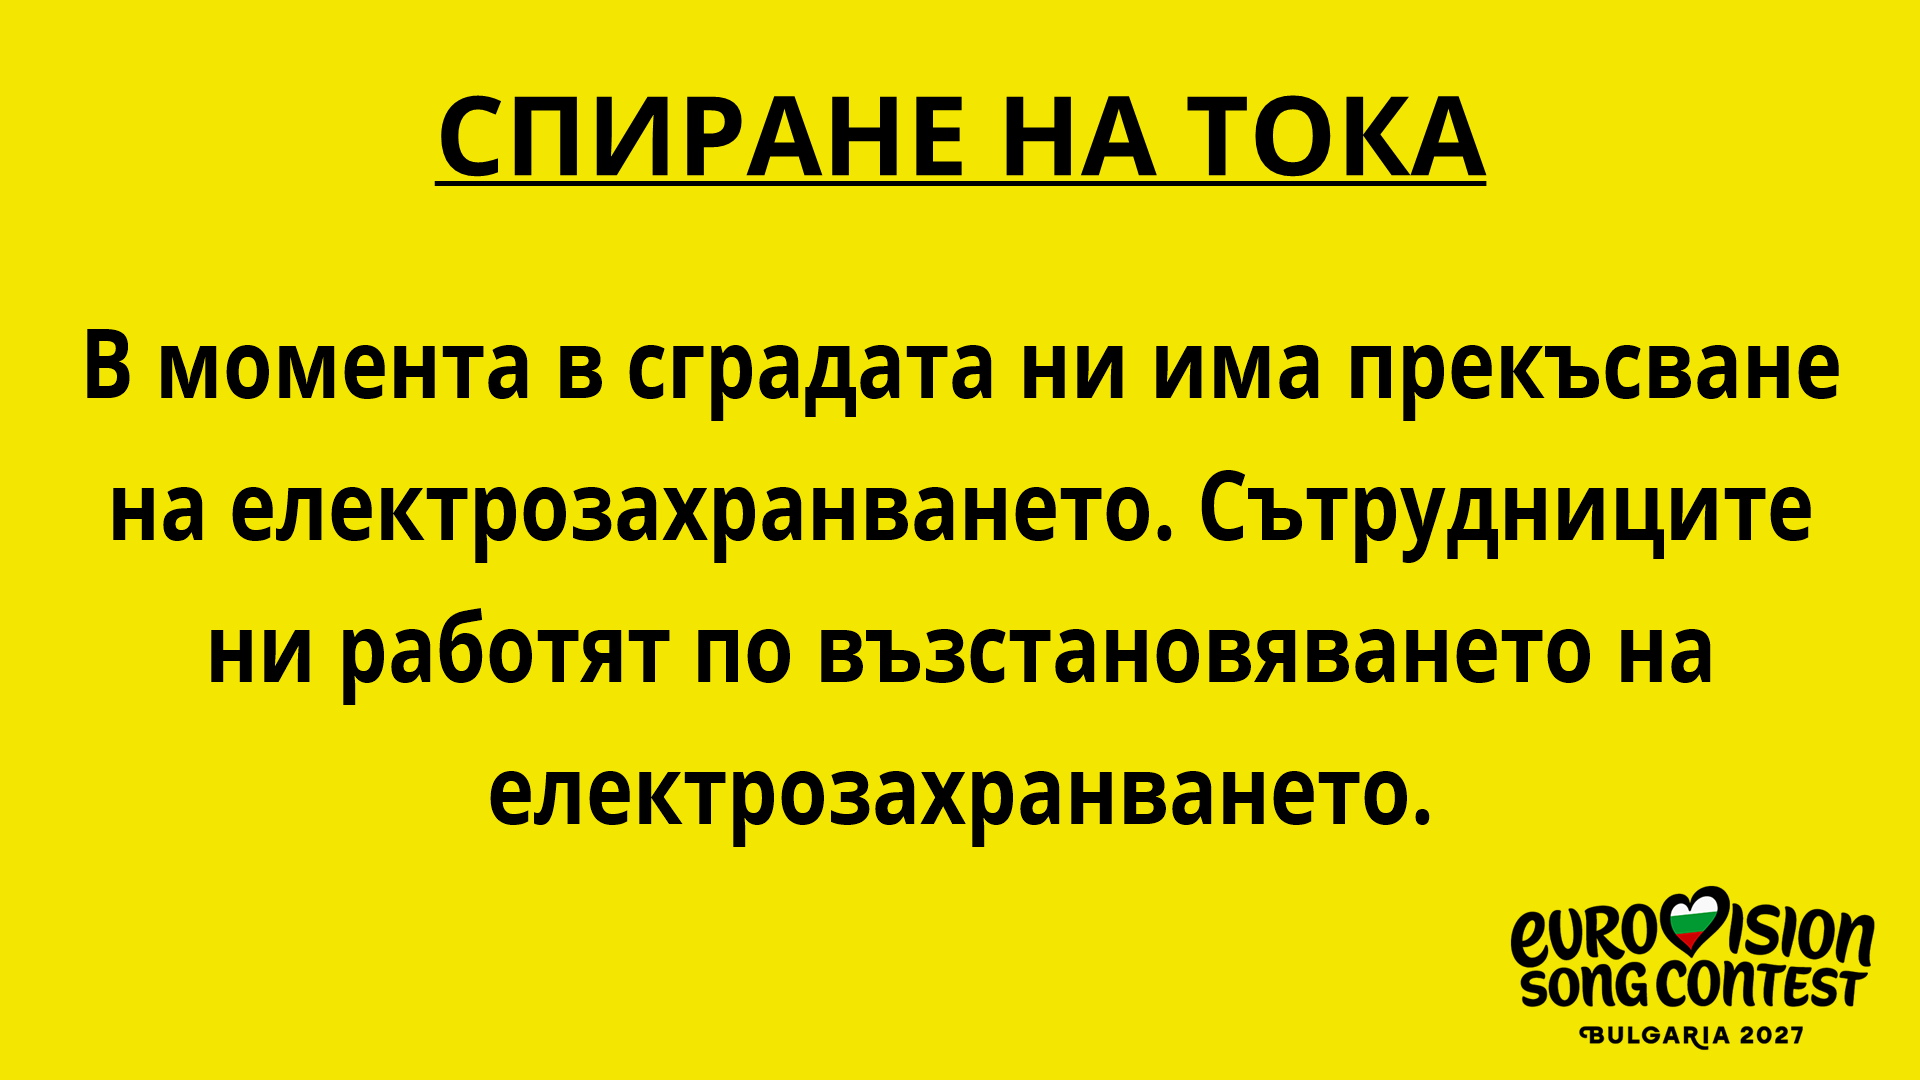 СПИРАНЕ НА ТОКА
В момента в сградата ни има прекъсване
на електрозахранването. Сътрудниците
ни работят по възстановяването на
електрозахранването.
EUROVISION
SONG CONTEST
BULGARIA 2027